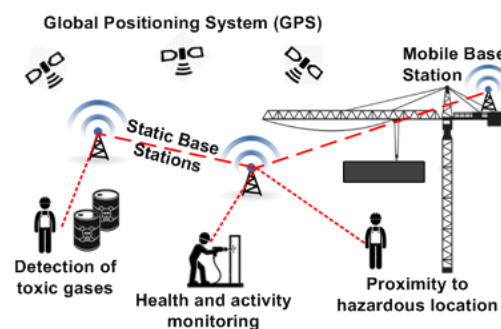 Global Positioning System (GPS)
Mobile Base
Station
Static Base
Stations
Detection of
toxic gases
Health and activity
monitoring
Proximity to
hazardous location